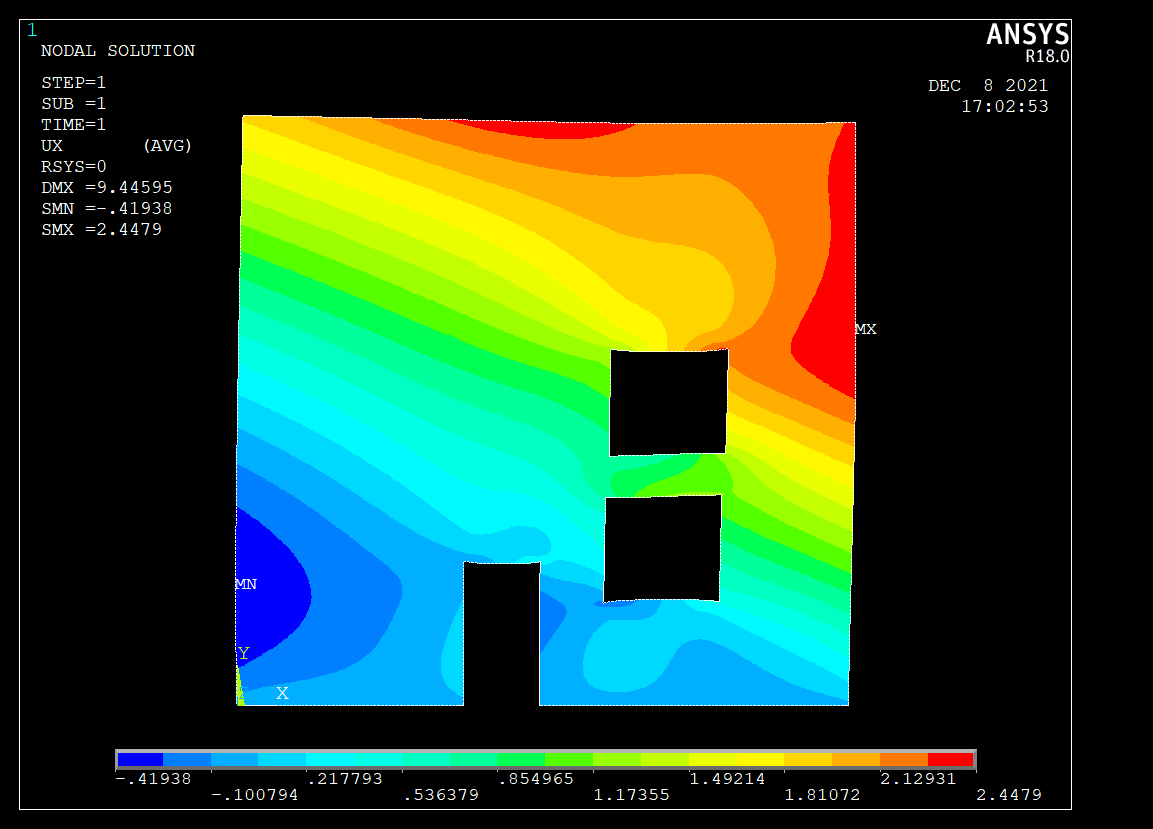 1
ANSYS
R18.0
NODAL SOLUTION
DEC 8 2021
17:02:53
STEP=1
SUB =1
TIME=1
UX (AVG)
RSYS=0
DMX =9.44595
SMN =-.41938
SMX =2.4479
MX
MN
Y
X
-.41938 .217793 .854965 1.49214 2.12931
-.100794 .536379 1.17355 1.81072 2.4479